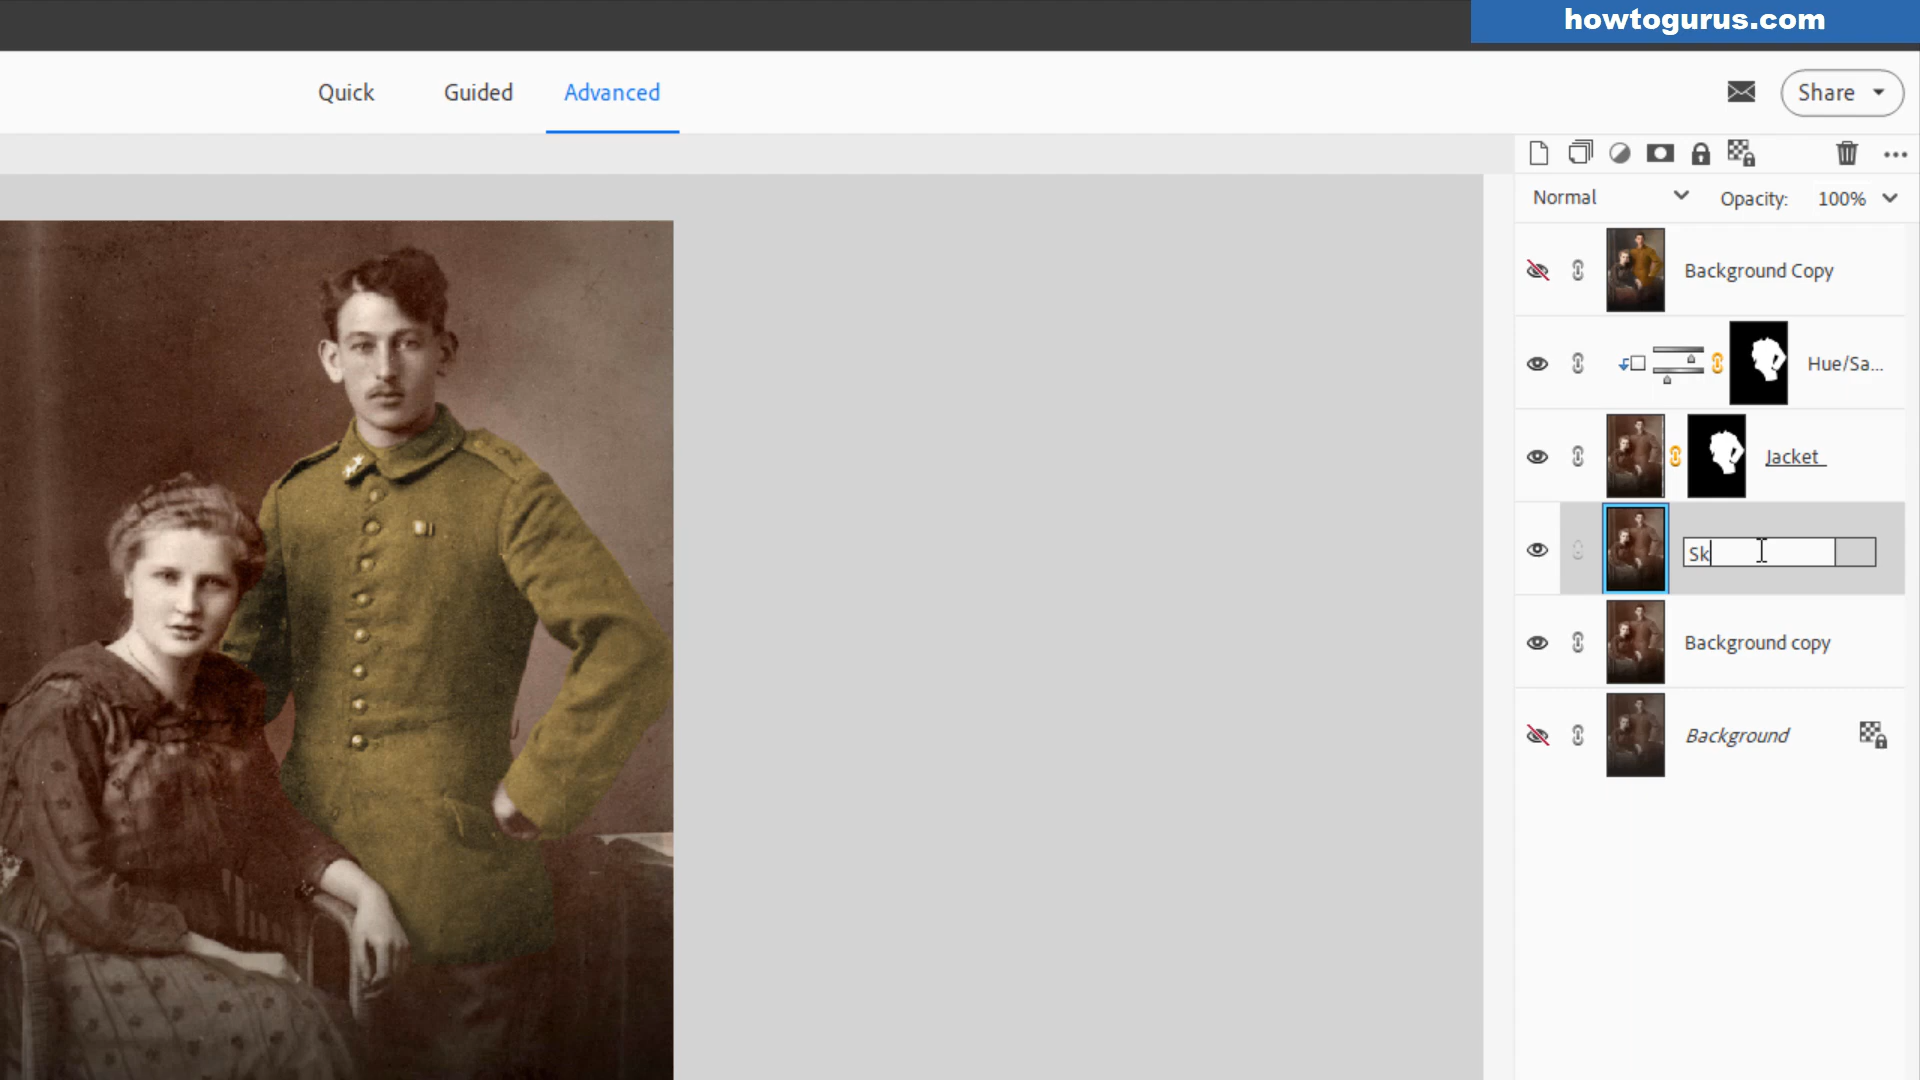 howtogurus.com
Quick
Guided
Advanced
Share
Normal
Opacity: 100%
Background Copy
Hue/Sa...
Jacket
Sk
Background copy
Background